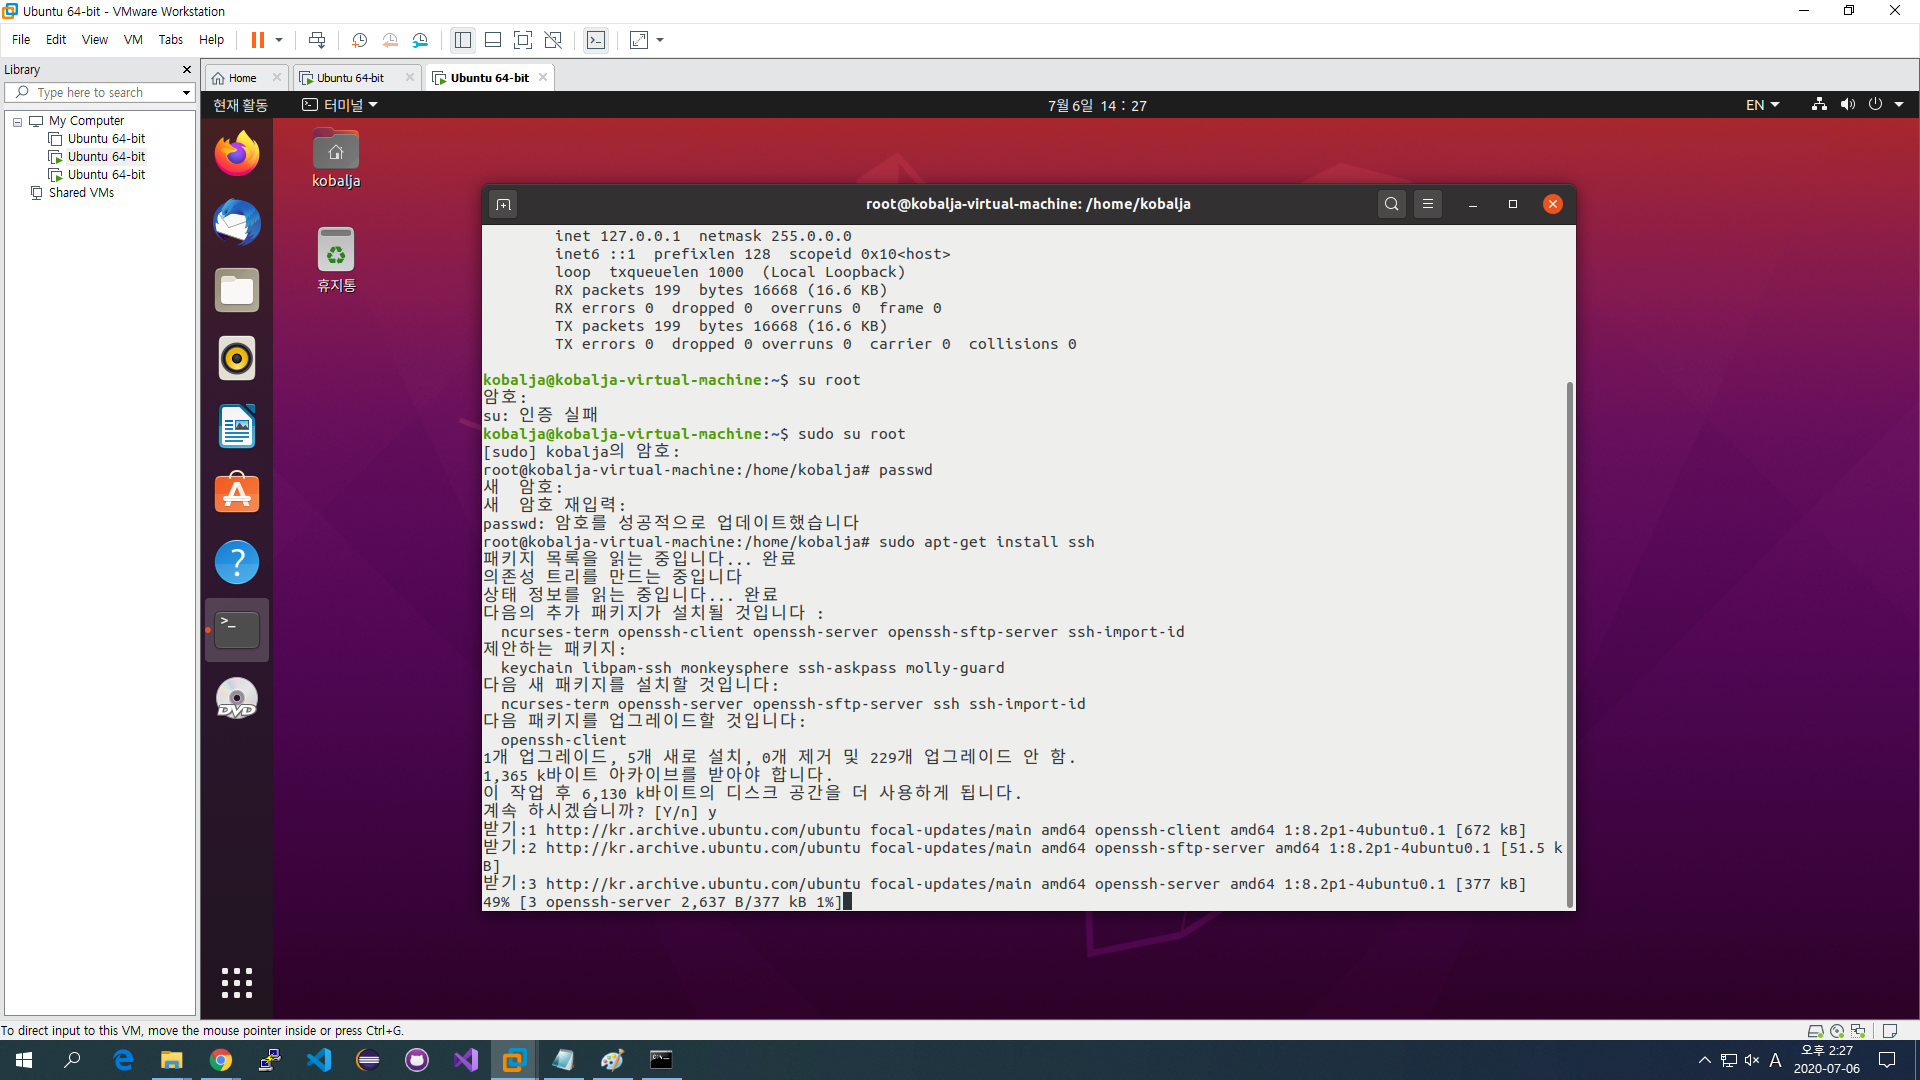 Ubuntu 64-bit - VMware Workstation
File Edit View VM Tabs Help
Library
Type here to search
My Computer
Ubuntu 64-bit
Ubuntu 64-bit
Ubuntu 64-bit
Shared VMs
Home
Ubuntu 64-bit
Ubuntu 64-bit
현재 활동
터미널
7월 6일 14 : 27
EN
kobalja
휴지통
root@kobalja-virtual-machine: /home/kobalja
inet 127.0.0.1 netmask 255.0.0.0
inet6 ::1 prefixlen 128 scopeid 0x10<host>
loop txqueuelen 1000 (Local Loopback)
RX packets 199 bytes 16668 (16.6 KB)
RX errors 0 dropped 0 overruns 0 frame 0
TX packets 199 bytes 16668 (16.6 KB)
TX errors 0 dropped 0 overruns 0 carrier 0 collisions 0
kobalja@kobalja-virtual-machine:~$ su root
암호:
su: 인증 실패
kobalja@kobalja-virtual-machine:~$ sudo su root
[sudo] kobalja의 암호:
root@kobalja-virtual-machine:/home/kobalja# passwd
새 암호:
새 암호 재입력:
passwd: 암호를 성공적으로 업데이트했습니다
root@kobalja-virtual-machine:/home/kobalja# sudo apt-get install ssh
패키지 목록을 읽는 중입니다... 완료
의존성 트리를 만드는 중입니다
상태 정보를 읽는 중입니다... 완료
다음의 추가 패키지가 설치될 것입니다 :
ncurses-term openssh-client openssh-server openssh-sftp-server ssh-import-id
제안하는 패키지:
keychain libpam-ssh monkeysphere ssh-askpass molly-guard
다음 새 패키지를 설치할 것입니다:
ncurses-term openssh-server openssh-sftp-server ssh ssh-import-id
다음 패키지를 업그레이드할 것입니다:
openssh-client
1개 업그레이드, 5개 새로 설치, 0개 제거 및 229개 업그레이드 안 함.
1,365 k바이트 아카이브를 받아야 합니다.
이 작업 후 6,130 k바이트의 디스크 공간을 더 사용하게 됩니다.
계속 하시겠습니까? [Y/n] y
받기:1 http://kr.archive.ubuntu.com/ubuntu focal-updates/main amd64 openssh-client amd64 1:8.2p1-4ubuntu0.1 [672 kB]
받기:2 http://kr.archive.ubuntu.com/ubuntu focal-updates/main amd64 openssh-sftp-server amd64 1:8.2p1-4ubuntu0.1 [51.5 k
B]
받기:3 http://kr.archive.ubuntu.com/ubuntu focal-updates/main amd64 openssh-server amd64 1:8.2p1-4ubuntu0.1 [377 kB]
49% [3 openssh-server 2,637 B/377 kB 1%]
DVD
To direct input to this VM, move the mouse pointer inside or press Ctrl+G.
A
오후 2:27
2020-07-06